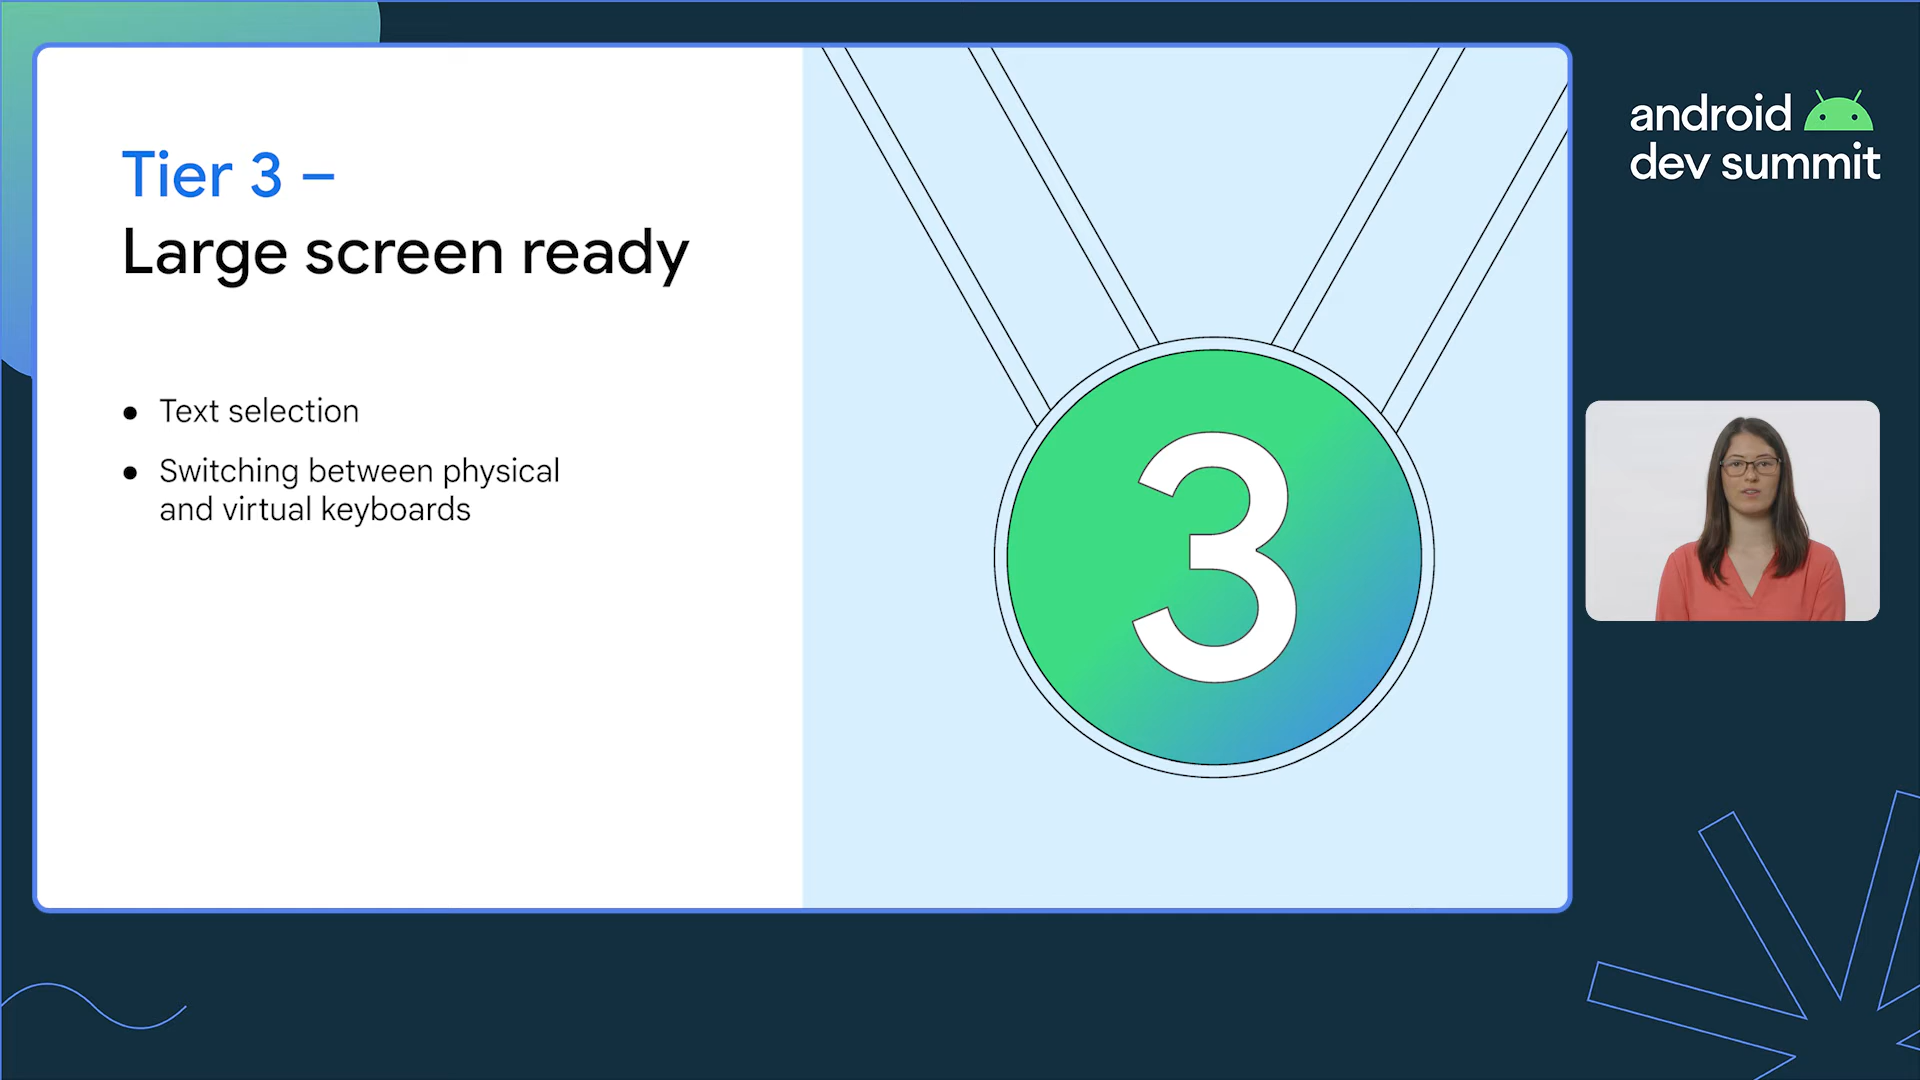 Tier 3 –
Large screen ready
● Text selection
● Switching between physical
and virtual keyboards
3
android
dev summit